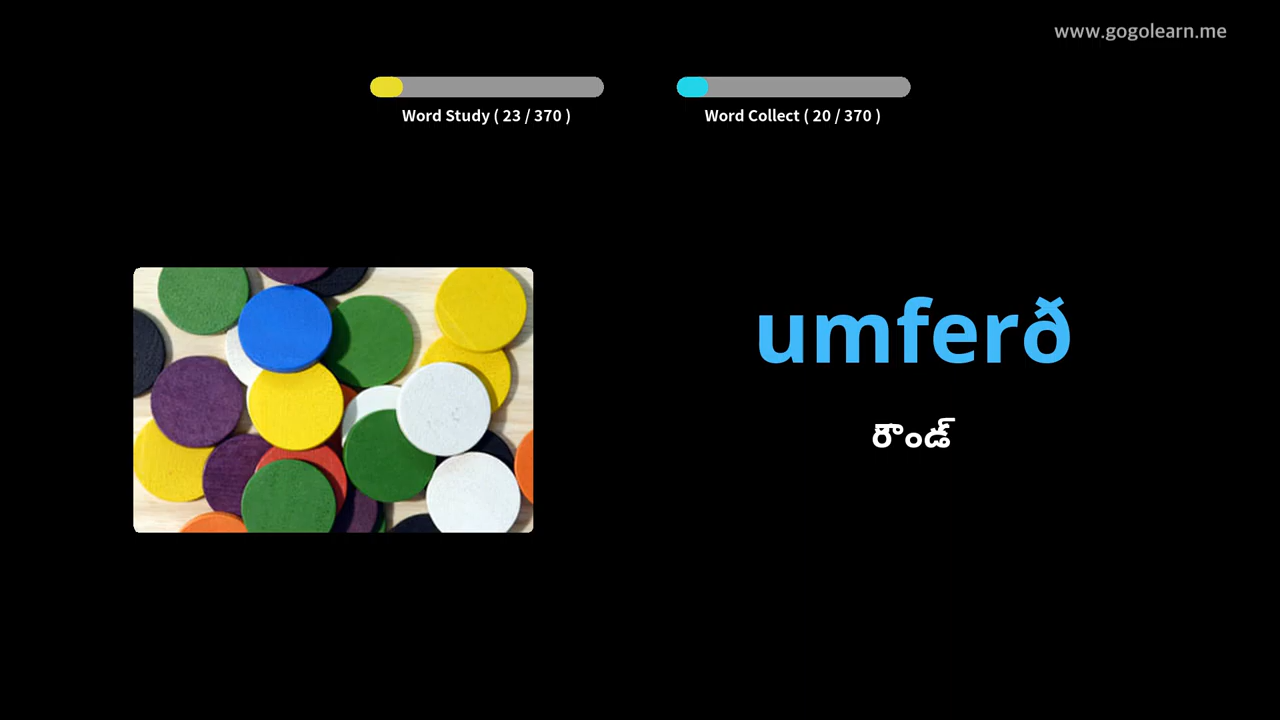 www.gogolearn.me
Word Study ( 23 / 370 )
Word Collect ( 20 / 370 )
umferð
రౌండ్